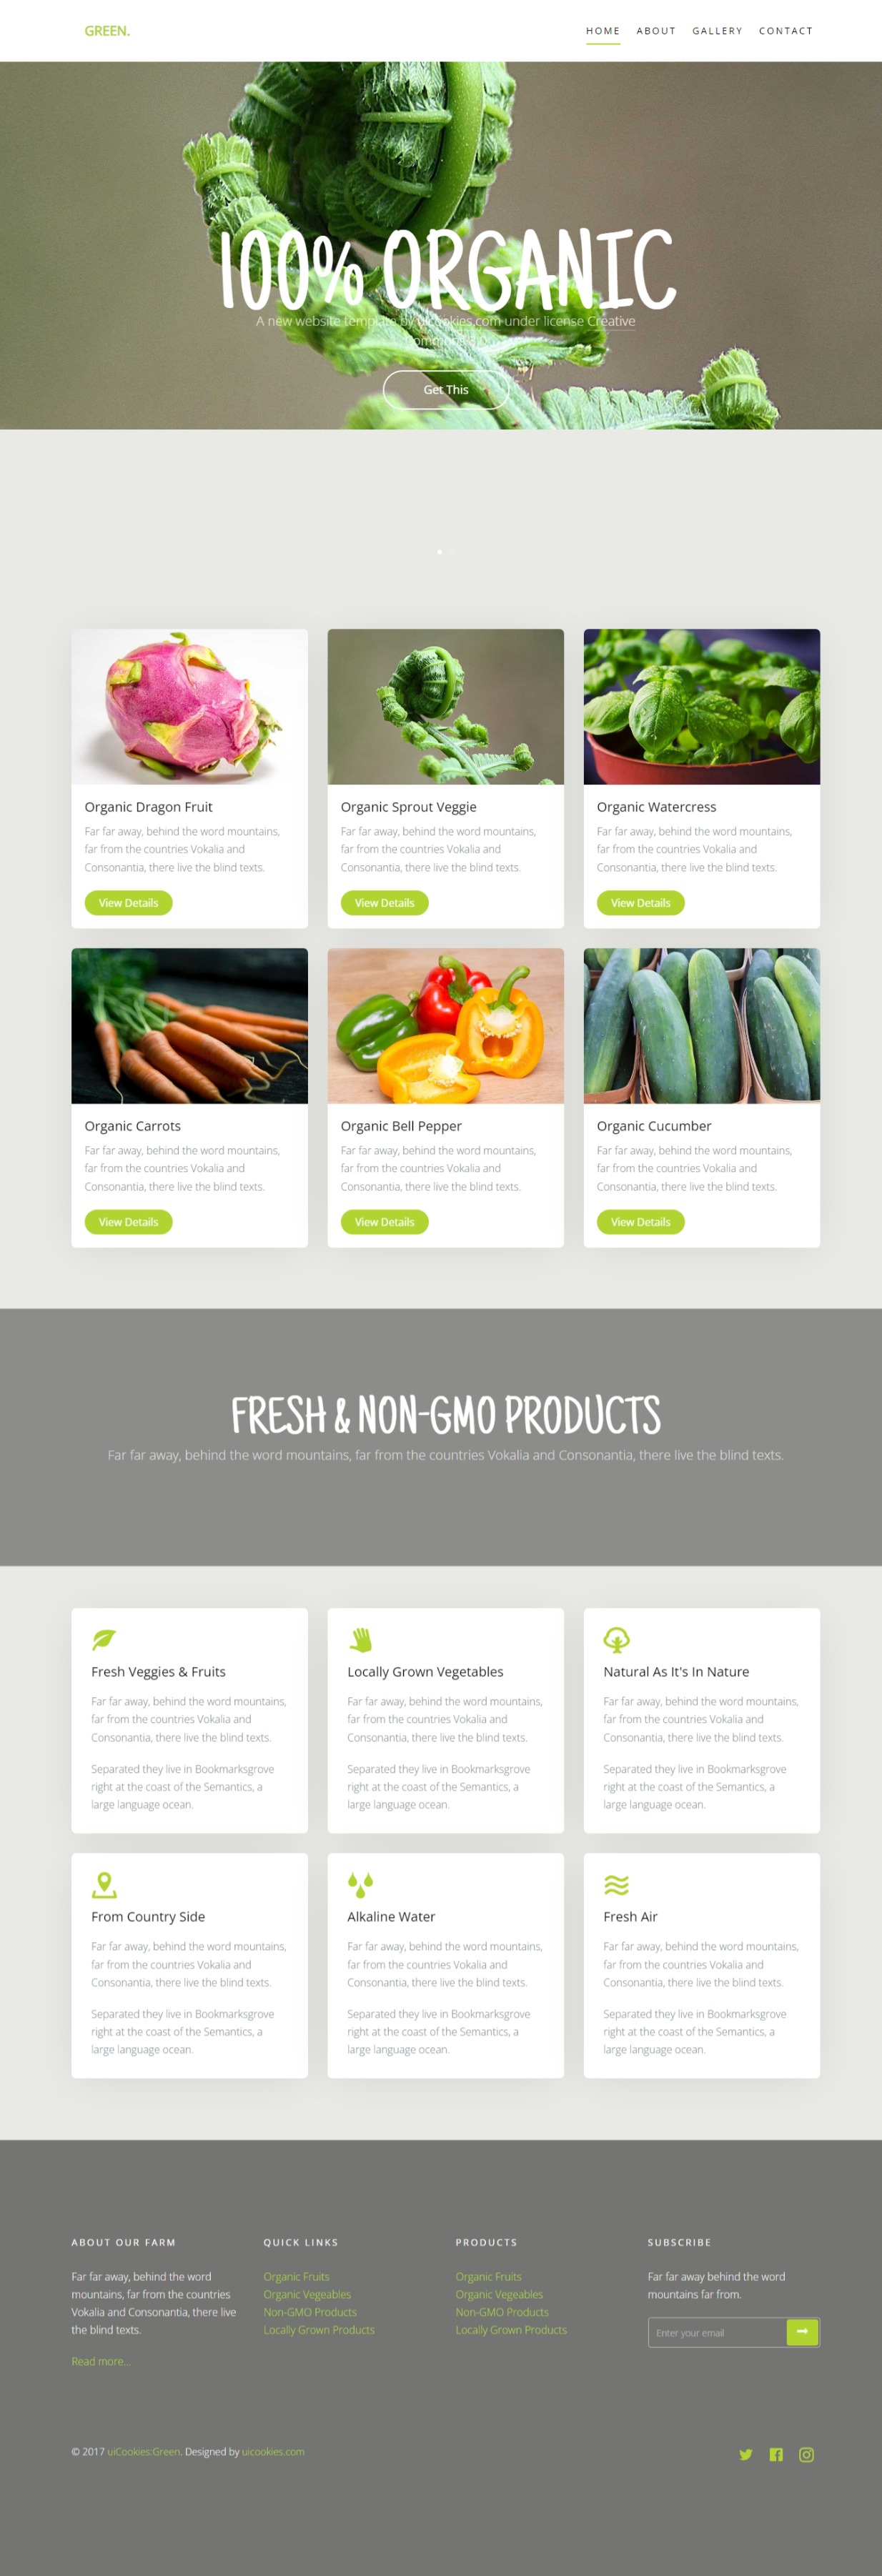 GREEN.
HOME ABOUT GALLERY CONTACT
100% ORGANIC
A new website template by uicookies.com under license Creative
Get This
Organic Dragon Fruit
Far far away, behind the word mountains,
far from the countries Vokalia and
Consonantia, there live the blind texts.
View Details
Organic Sprout Veggie
Far far away, behind the word mountains,
far from the countries Vokalia and
Consonantia, there live the blind texts.
View Details
Organic Watercress
Far far away, behind the word mountains,
far from the countries Vokalia and
Consonantia, there live the blind texts.
View Details
Organic Carrots
Far far away, behind the word mountains,
far from the countries Vokalia and
Consonantia, there live the blind texts.
View Details
Organic Bell Pepper
Far far away, behind the word mountains,
far from the countries Vokalia and
Consonantia, there live the blind texts.
View Details
Organic Cucumber
Far far away, behind the word mountains,
far from the countries Vokalia and
Consonantia, there live the blind texts.
View Details
FRESH & NON-GMO PRODUCTS
Far far away, behind the word mountains, far from the countries Vokalia and Consonantia, there live the blind texts.
Fresh Veggies & Fruits
Far far away, behind the word mountains,
far from the countries Vokalia and
Consonantia, there live the blind texts.
Separated they live in Bookmarksgrove
right at the coast of the Semantics, a
large language ocean.
Locally Grown Vegetables
Far far away, behind the word mountains,
far from the countries Vokalia and
Consonantia, there live the blind texts.
Separated they live in Bookmarksgrove
right at the coast of the Semantics, a
large language ocean.
Natural As It's In Nature
Far far away, behind the word mountains,
far from the countries Vokalia and
Consonantia, there live the blind texts.
Separated they live in Bookmarksgrove
right at the coast of the Semantics, a
large language ocean.
From Country Side
Far far away, behind the word mountains,
far from the countries Vokalia and
Consonantia, there live the blind texts.
Separated they live in Bookmarksgrove
right at the coast of the Semantics, a
large language ocean.
Alkaline Water
Far far away, behind the word mountains,
far from the countries Vokalia and
Consonantia, there live the blind texts.
Separated they live in Bookmarksgrove
right at the coast of the Semantics, a
large language ocean.
Fresh Air
Far far away, behind the word mountains,
far from the countries Vokalia and
Consonantia, there live the blind texts.
Separated they live in Bookmarksgrove
right at the coast of the Semantics, a
large language ocean.
ABOUT OUR FARM
Far far away, behind the word
mountains, far from the countries
Vokalia and Consonantia, there live
the blind texts.
Read more...
QUICK LINKS
Organic Fruits
Organic Vegeables
Non-GMO Products
Locally Grown Products
PRODUCTS
Organic Fruits
Organic Vegeables
Non-GMO Products
Locally Grown Products
SUBSCRIBE
Far far away behind the word
mountains far from.
Enter your email
© 2017 uiCookies:Green. Designed by uicookies.com